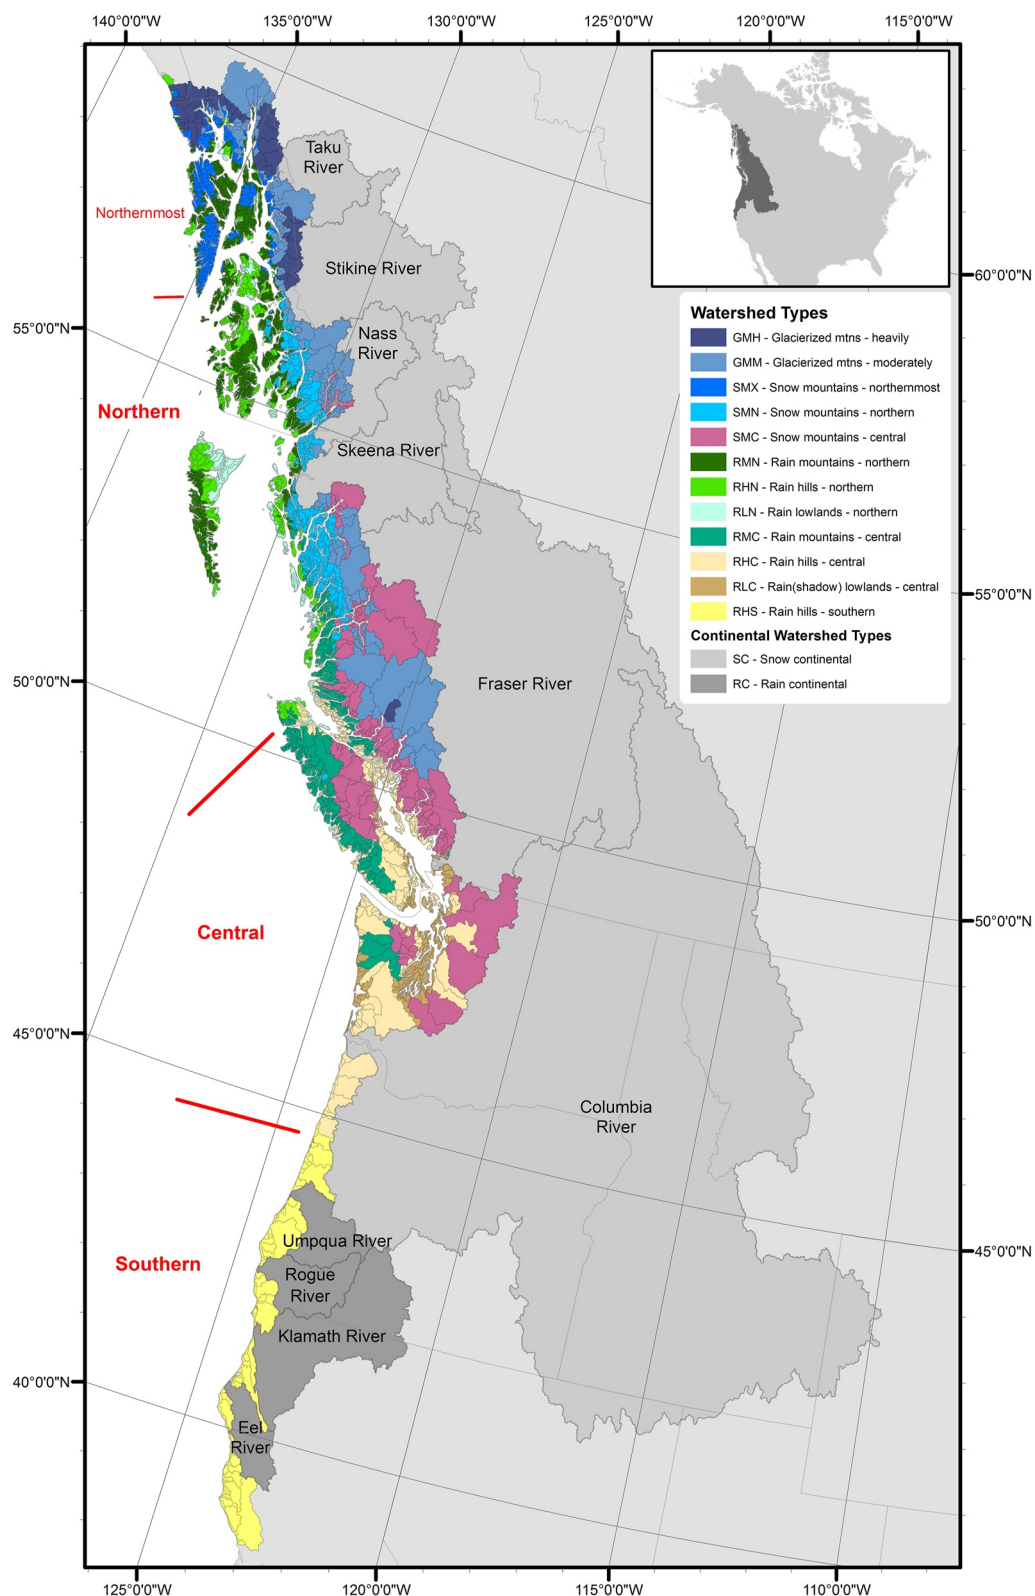 140°0'0"W
135°0'0"W
130°0'0"W
125°0'0"W
120°0'0"W
115°0'0"W
Taku
River
Northernmost
Stikine River
60°0'0"N
55°0'0"N
Nass
River
Northern
Skeena River
Watershed Types
GMH - Glacierized mtns - heavily
GMM - Glacierized mtns - moderately
SMX - Snow mountains - northernmost
SMN - Snow mountains - northern
SMC - Snow mountains - central
RMN - Rain mountains - northern
RHN - Rain hills - northern
RLN - Rain lowlands - northern
RMC - Rain mountains - central
RHC - Rain hills - central
RLC - Rain(shadow) lowlands - central
RHS - Rain hills - southern
Continental Watershed Types
SC - Snow continental
RC - Rain continental
55°0'0"N
50°0'0"N
Fraser River
Central
50°0'0"N
45°0'0"N
Columbia
River
Southern
Umpqua River
45°0'0"N
Rogue
River
Klamath River
40°0'0"N
Eel
River
125°0'0"W
120°0'0"W
115°0'0"W
110°0'0"W